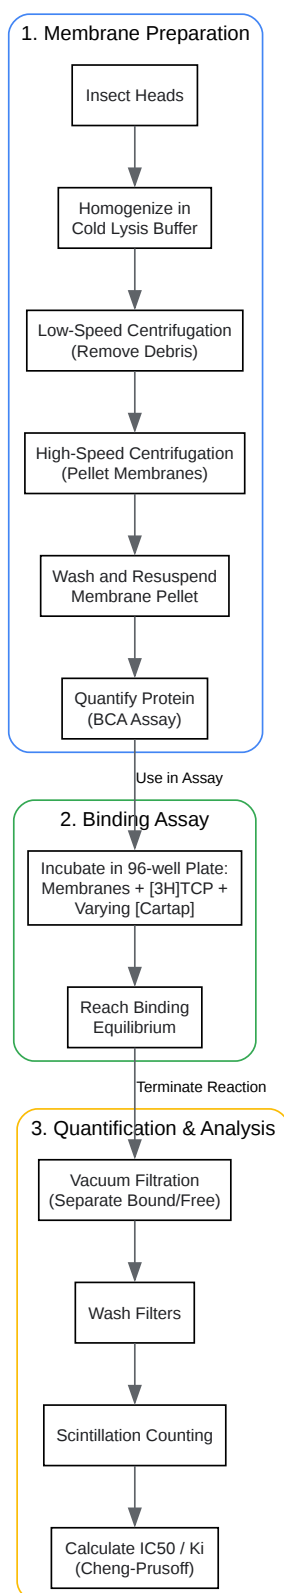 1. Membrane Preparation
Insect Heads
Homogenize in
Cold Lysis Buffer
Low-Speed Centrifugation
(Remove Debris)
High-Speed Centrifugation
(Pellet Membranes)
Wash and Resuspend
Membrane Pellet
Quantify Protein
(BCA Assay)
Use in Assay
2. Binding Assay
Incubate in 96-well Plate:
Membranes + [3H]TCP +
Varying [Cartap]
Reach Binding
Equilibrium
Terminate Reaction
3. Quantification & Analysis
Vacuum Filtration
(Separate Bound/Free)
Wash Filters
Scintillation Counting
Calculate IC50 / Ki
(Cheng-Prusoff)